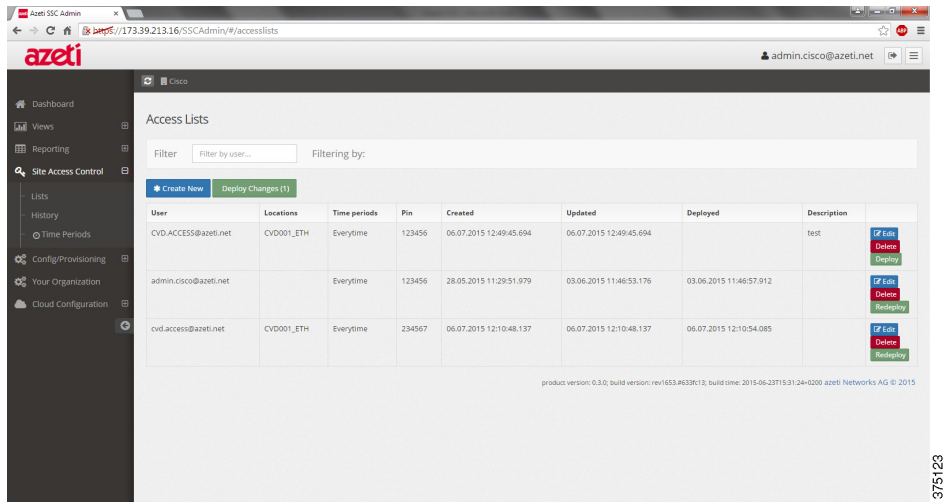 Azeti SSC Admin
https://173.39.213.16/SSCAdmin/#/accesslists
ABP
azeti
admin.cisco@azeti.net
Cisco
Dashboard
Views
Reporting
Site Access Control
Lists
History
Time Periods
Config/Provisioning
Your Organization
Cloud Configuration
Access Lists
Filter Filter by user... Filtering by:
Create New Deploy Changes (1)
User Locations Time periods Pin Created Updated Deployed Description
CVD.ACCESS@azeti.net CVD001_ETH Everytime 123456 06.07.2015 12:49:45.694 06.07.2015 12:49:45.694 test Edit
Delete
Deploy
admin.cisco@azeti.net Everytime 123456 28.05.2015 11:29:51.979 03.06.2015 11:46:53.176 03.06.2015 11:46:57.912 Edit
Delete
Redeploy
cvd.access@azeti.net CVD001_ETH Everytime 234567 06.07.2015 12:10:48.137 06.07.2015 12:10:48.137 06.07.2015 12:10:54.085 Edit
Delete
Redeploy
product version: 0.3.0; build version: rev1653.#633fc13; build time: 2015-06-23T15:31:24+0200 azeti Networks AG © 2015
375123